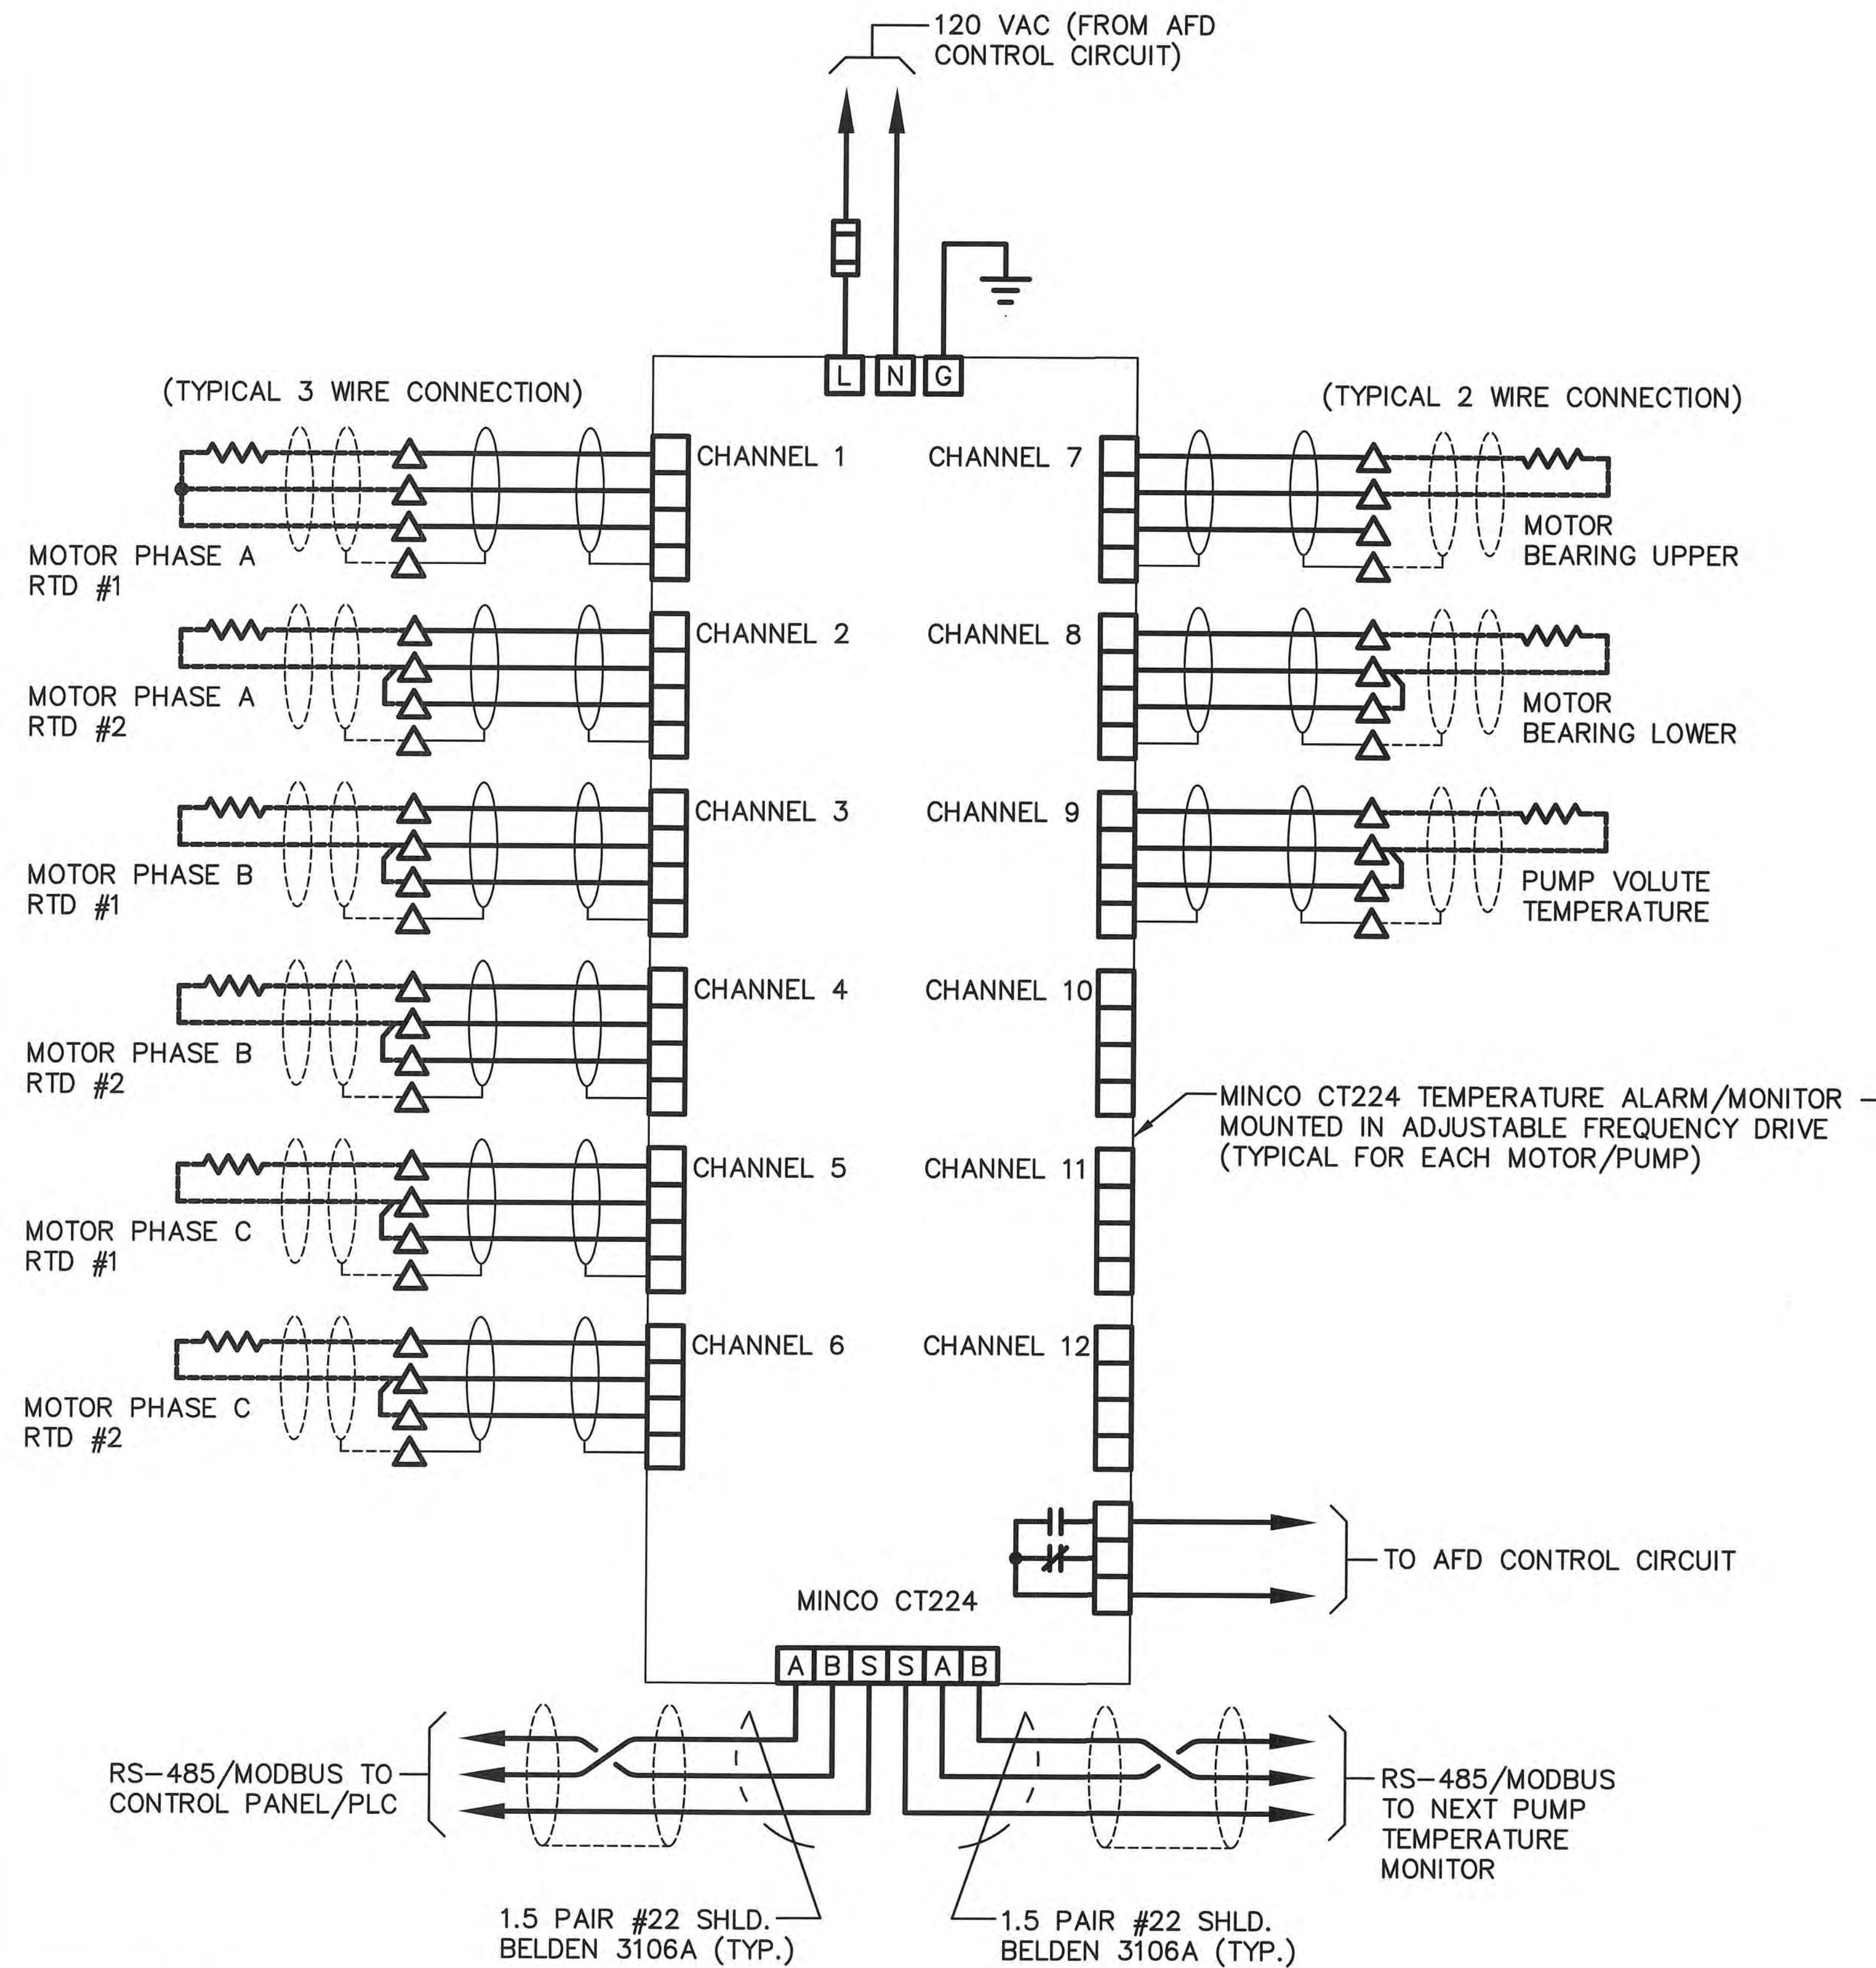 120 VAC (FROM AFD
CONTROL CIRCUIT)
L N G
(TYPICAL 3 WIRE CONNECTION)
(TYPICAL 2 WIRE CONNECTION)
CHANNEL 1
MOTOR PHASE A
RTD #1
CHANNEL 2
MOTOR PHASE A
RTD #2
CHANNEL 3
MOTOR PHASE B
RTD #1
CHANNEL 4
MOTOR PHASE B
RTD #2
CHANNEL 5
MOTOR PHASE C
RTD #1
CHANNEL 6
MOTOR PHASE C
RTD #2
CHANNEL 7
MOTOR
BEARING UPPER
CHANNEL 8
MOTOR
BEARING LOWER
CHANNEL 9
PUMP VOLUTE
TEMPERATURE
CHANNEL 10
CHANNEL 11
CHANNEL 12
MINCO CT224 TEMPERATURE ALARM/MONITOR –
MOUNTED IN ADJUSTABLE FREQUENCY DRIVE
(TYPICAL FOR EACH MOTOR/PUMP)
TO AFD CONTROL CIRCUIT
MINCO CT224
A B S S A B
RS-485/MODBUS TO
CONTROL PANEL/PLC
RS-485/MODBUS
TO NEXT PUMP
TEMPERATURE
MONITOR
1.5 PAIR #22 SHLD.
BELDEN 3106A (TYP.)
1.5 PAIR #22 SHLD.
BELDEN 3106A (TYP.)